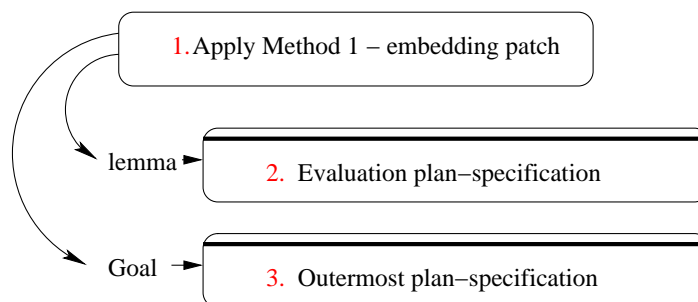 1. Apply Method 1 – embedding patch
lemma
2. Evaluation plan–specification
Goal
3. Outermost plan–specification